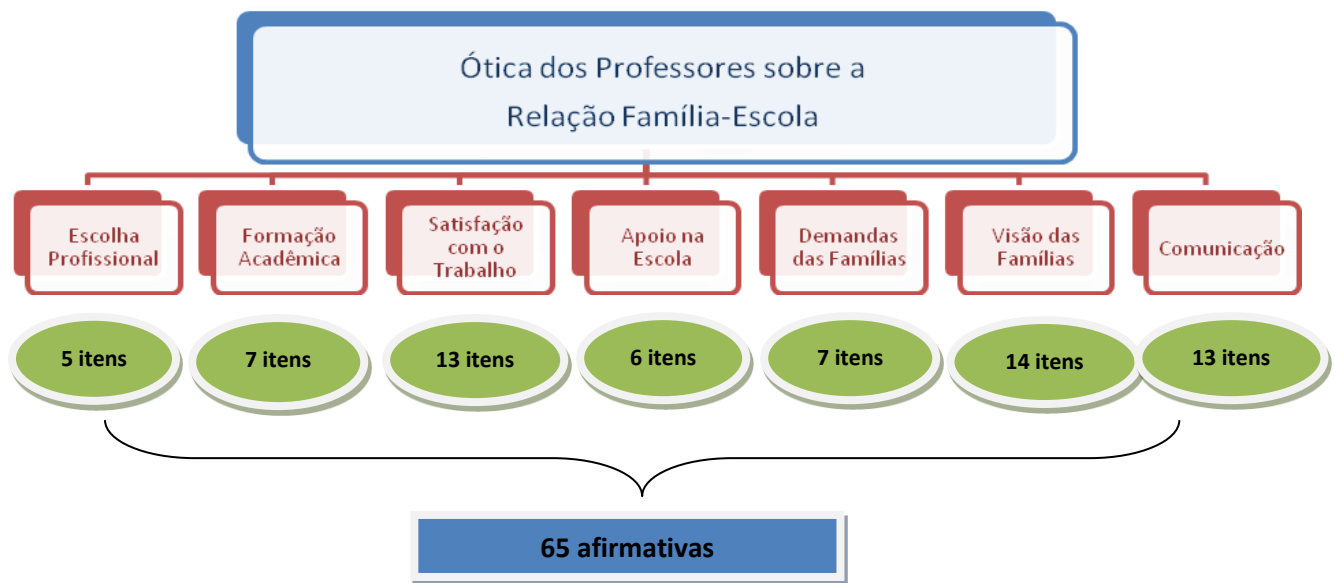 Ótica dos Professores sobre a
Relação Família-Escola
Escolha
Profissional
Formação
Acadêmica
Satisfação
com o
Trabalho
Apoio na
Escola
Demandas
das Famílias
Visão das
Famílias
Comunicação
5 itens
7 itens
13 itens
6 itens
7 itens
14 itens
13 itens
65 afirmativas